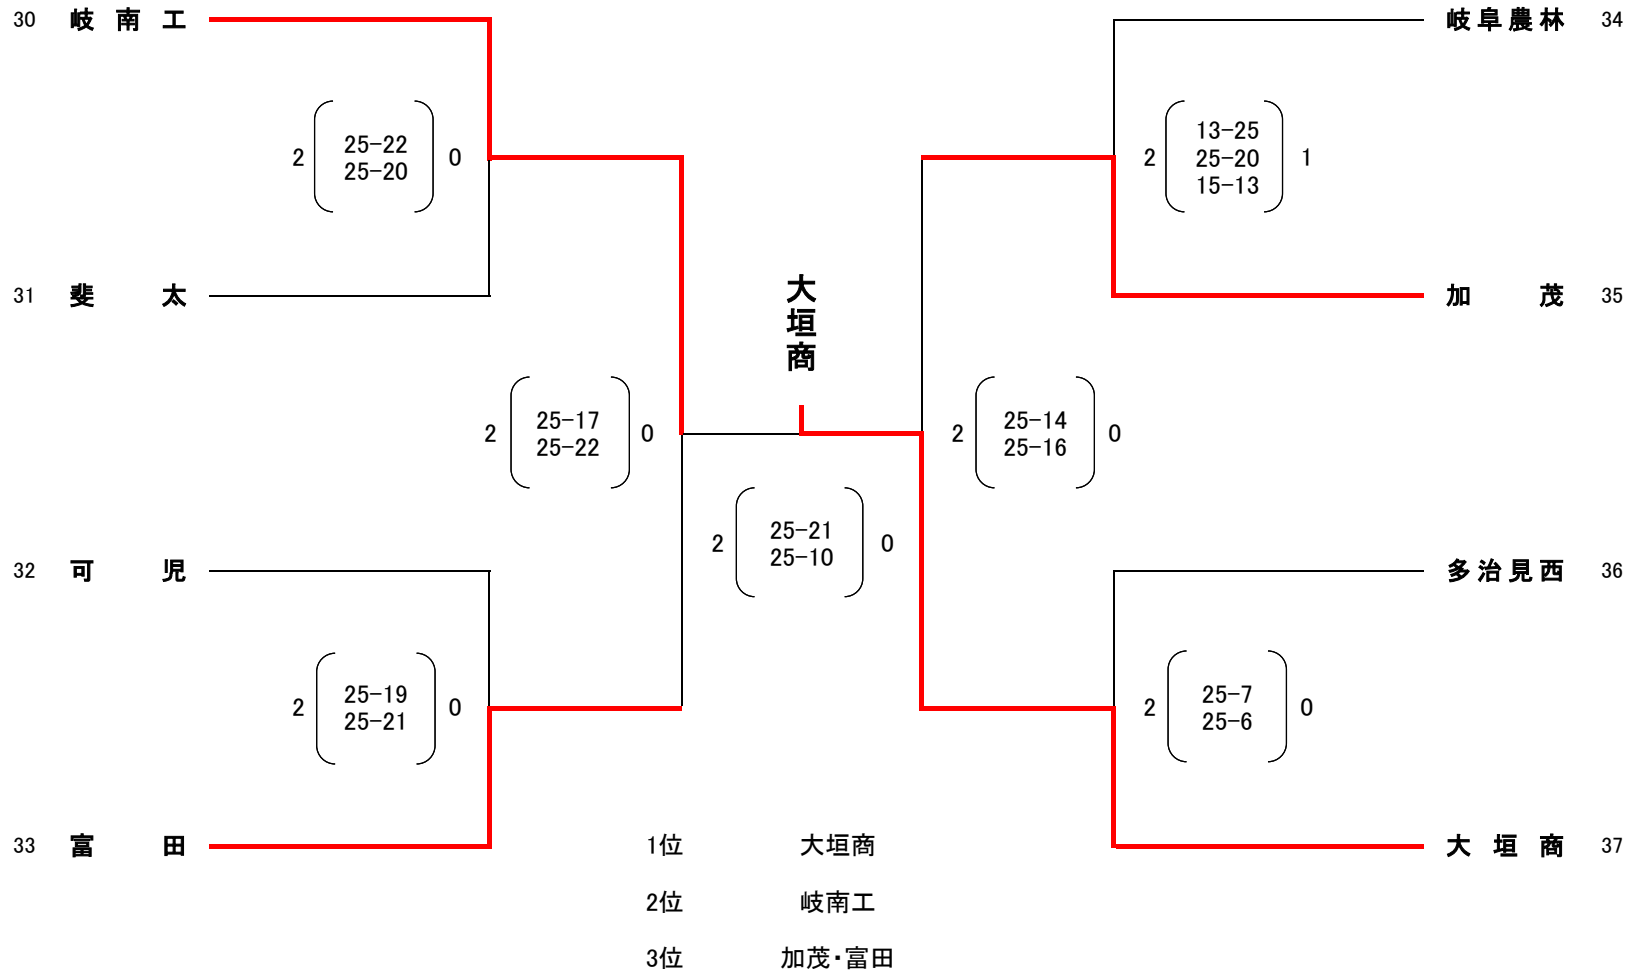 30 岐南工 岐阜農林 34
2 25-22 0 2 13-25 1
25-20 25-20
15-13
31 斐太 加茂 35
大垣商
2 25-17 0 2 25-14 0
25-22 25-16
2 25-21 0
25-10
32 可児 多治見西 36
2 25-19 0 2 25-7 0
25-21 25-6
33 富田 大垣商 37
1位 大垣商
2位 岐南工
3位 加茂・富田